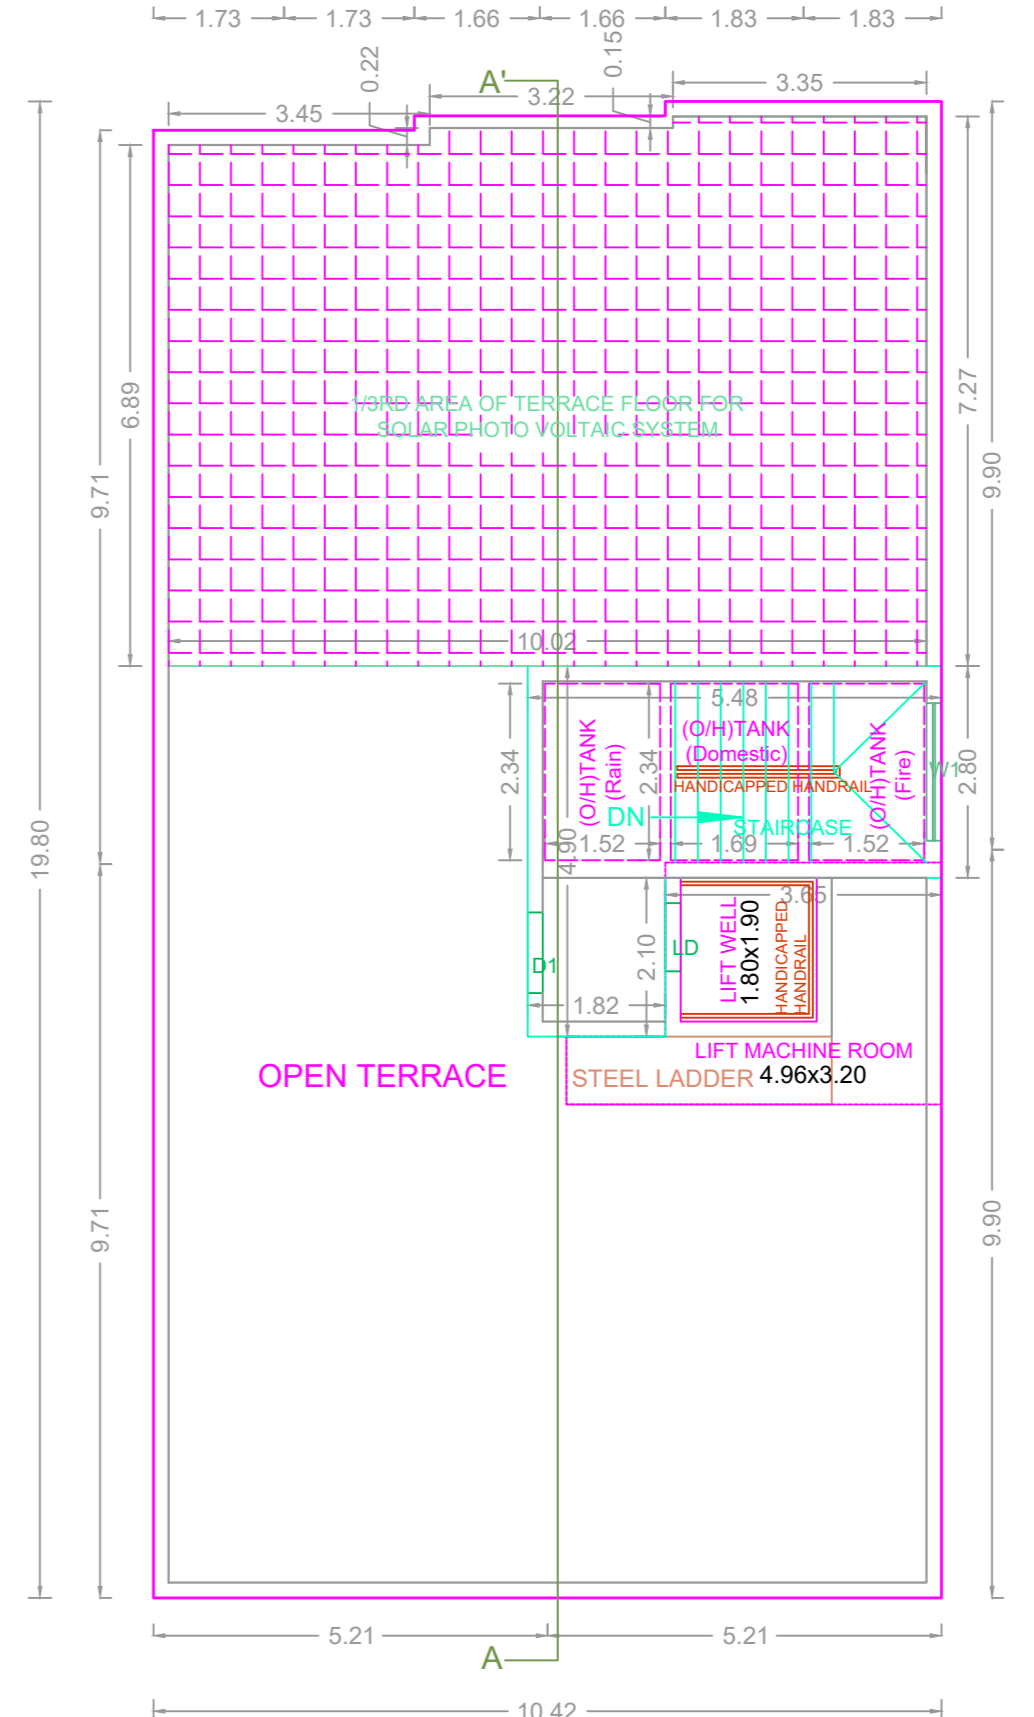 1.73
1.73
1.66
1.66
1.83
1.83
0.22
0.15
A'
3.22
3.35
3.45
6.89
9.71
7.27
9.90
19.80
1/3RD AREA OF TERRACE FLOOR FOR
SOLAR PHOTO VOLTAIC SYSTEM
10.02
5.48
(O/H)TANK
(Rain)
(O/H)TANK
(Domestic)
(O/H)TANK
(Fire)
2.34
2.34
HANDICAPPED HANDRAIL
W1
2.80
DN
STAIRCASE
1.52
1.69
1.52
4.90
3.65
LIFT WELL
1.80x1.90
HANDICAPPED
HANDRAIL
2.10
LD
D1
1.82
LIFT MACHINE ROOM
4.96x3.20
OPEN TERRACE
STEEL LADDER
9.71
9.90
5.21
5.21
A
10.42